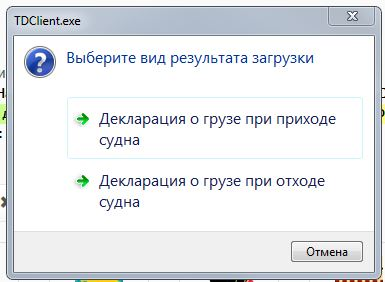 TDClient.exe
Выберите вид результата загрузки
Декларация о грузе при приходе
судна
Декларация о грузе при отходе
судна
Отмена